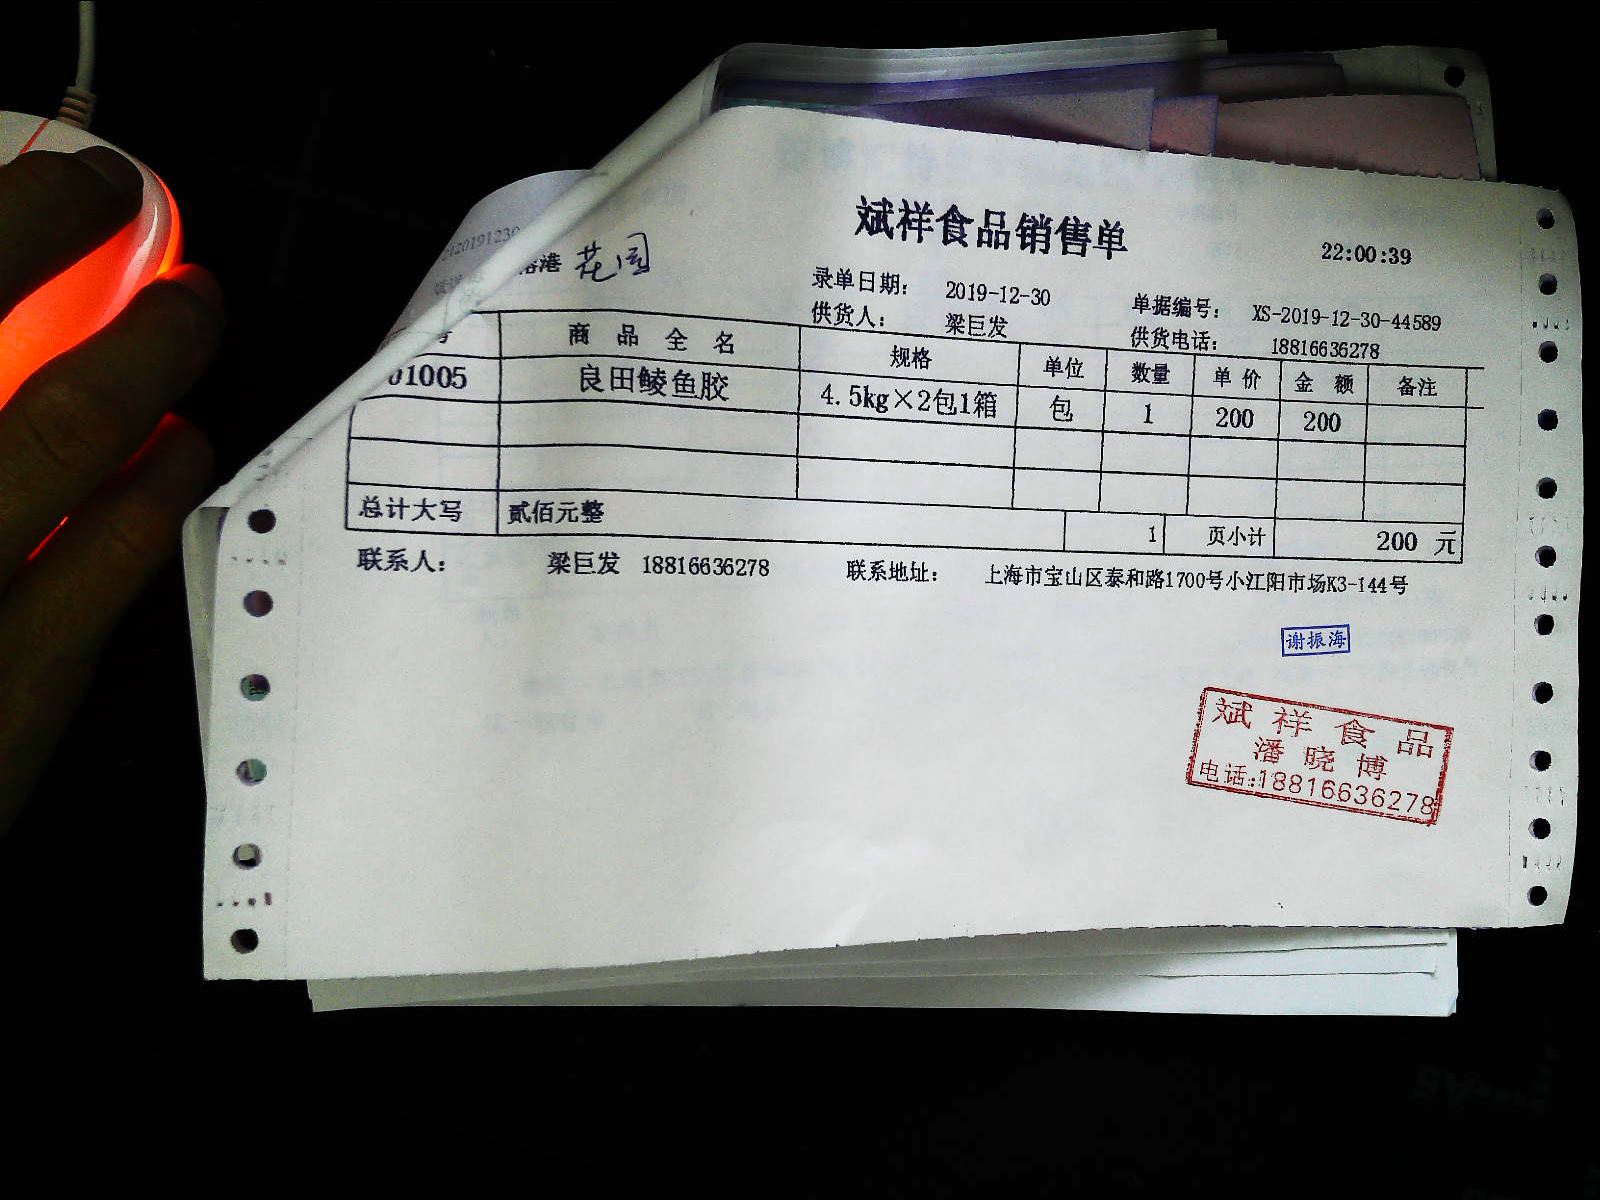 斌祥食品销售单
22:00:39
录单日期： 2019-12-30 单据编号： XS-2019-12-30-44589
港 花园 供货人： 梁巨发 供货电话： 18816636278
号 商品全名 规格 单位 数量 单价 金额 备注
01005 良田鲮鱼胶 4.5kg×2包1箱 包 1 200 200
总计大写 贰佰元整 1 页小计 200 元
联系人： 梁巨发 18816636278 联系地址： 上海市宝山区泰和路1700号小江阳市场K3-144号
谢振海
斌祥食品
潘晓博
电话:18816636278